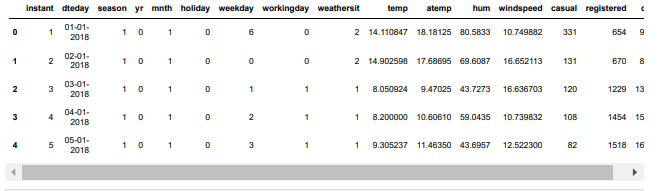 instant dteday season yr mnth holiday weekday workingday weathersit temp atemp hum windspeed casual registered c
0 1 01-01-2018 1 0 1 0 6 0 2 14.110847 18.18125 80.5833 10.749882 331 654 9
1 2 02-01-2018 1 0 1 0 0 0 2 14.902598 17.68695 69.6087 16.652113 131 670 8
2 3 03-01-2018 1 0 1 0 1 1 1 8.050924 9.47025 43.7273 16.636703 120 1229 13
3 4 04-01-2018 1 0 1 0 2 1 1 8.200000 10.60610 59.0435 10.739832 108 1454 15
4 5 05-01-2018 1 0 1 0 3 1 1 9.305237 11.46350 43.6957 12.522300 82 1518 16